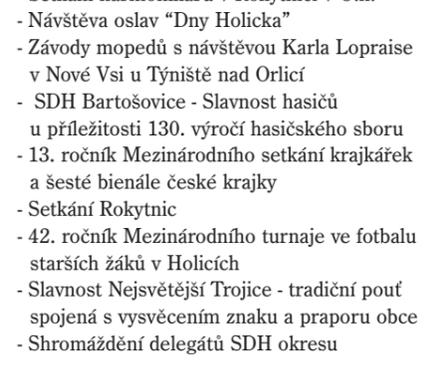 - Návštěva oslav “Dny Holicka”
- Závody mopedů s návštěvou Karla Lopraise
v Nové Vsi u Týniště nad Orlicí
- SDH Bartošovice - Slavnost hasičů
u příležitosti 130. výročí hasičského sboru
- 13. ročník Mezinárodního setkání krajkářek
a šesté bienále české krajky
- Setkání Rokytnic
- 42. ročník Mezinárodního turnaje ve fotbalu
starších žáků v Holicích
- Slavnost Nejsvětější Trojice - tradiční pouť
spojená s vysvěcením znaku a praporu obce
- Shromáždění delegátů SDH okresu